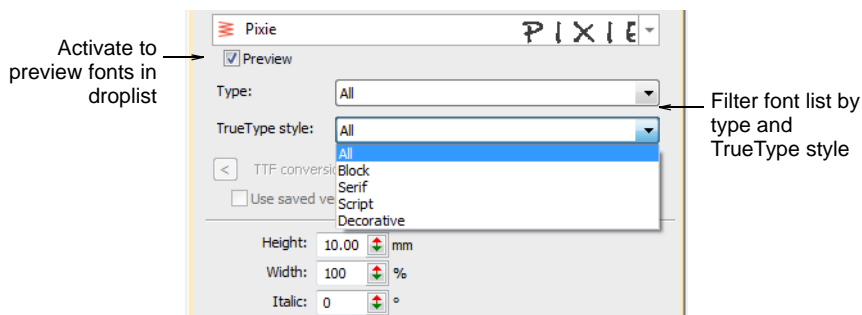 Pixie PIXIE
Activate to
preview fonts in
droplist
Preview
Type: All
Filter font list by
type and
TrueType style
TrueType style: All
All
< TTF conversi
Block
Serif
Use saved ve
Script
Decorative
Height: 10.00 mm
Width: 100 %
Italic: 0 °